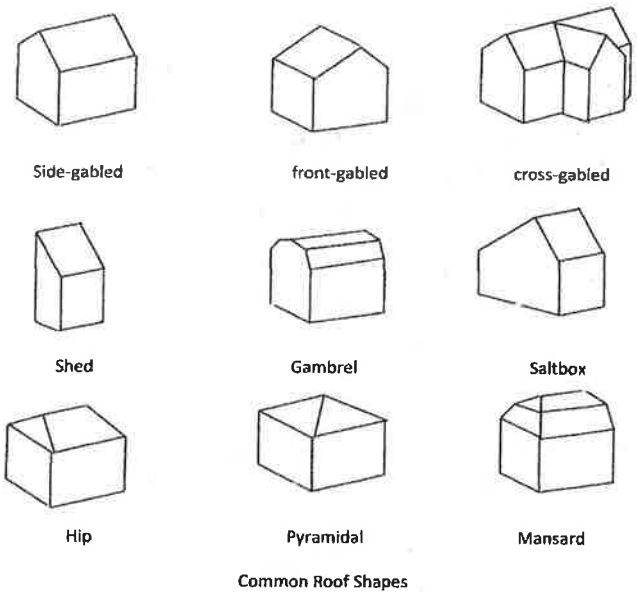 Side-gabled
front-gabled
cross-gabled
Shed
Gambrel
Saltbox
Hip
Pyramidal
Mansard
Common Roof Shapes